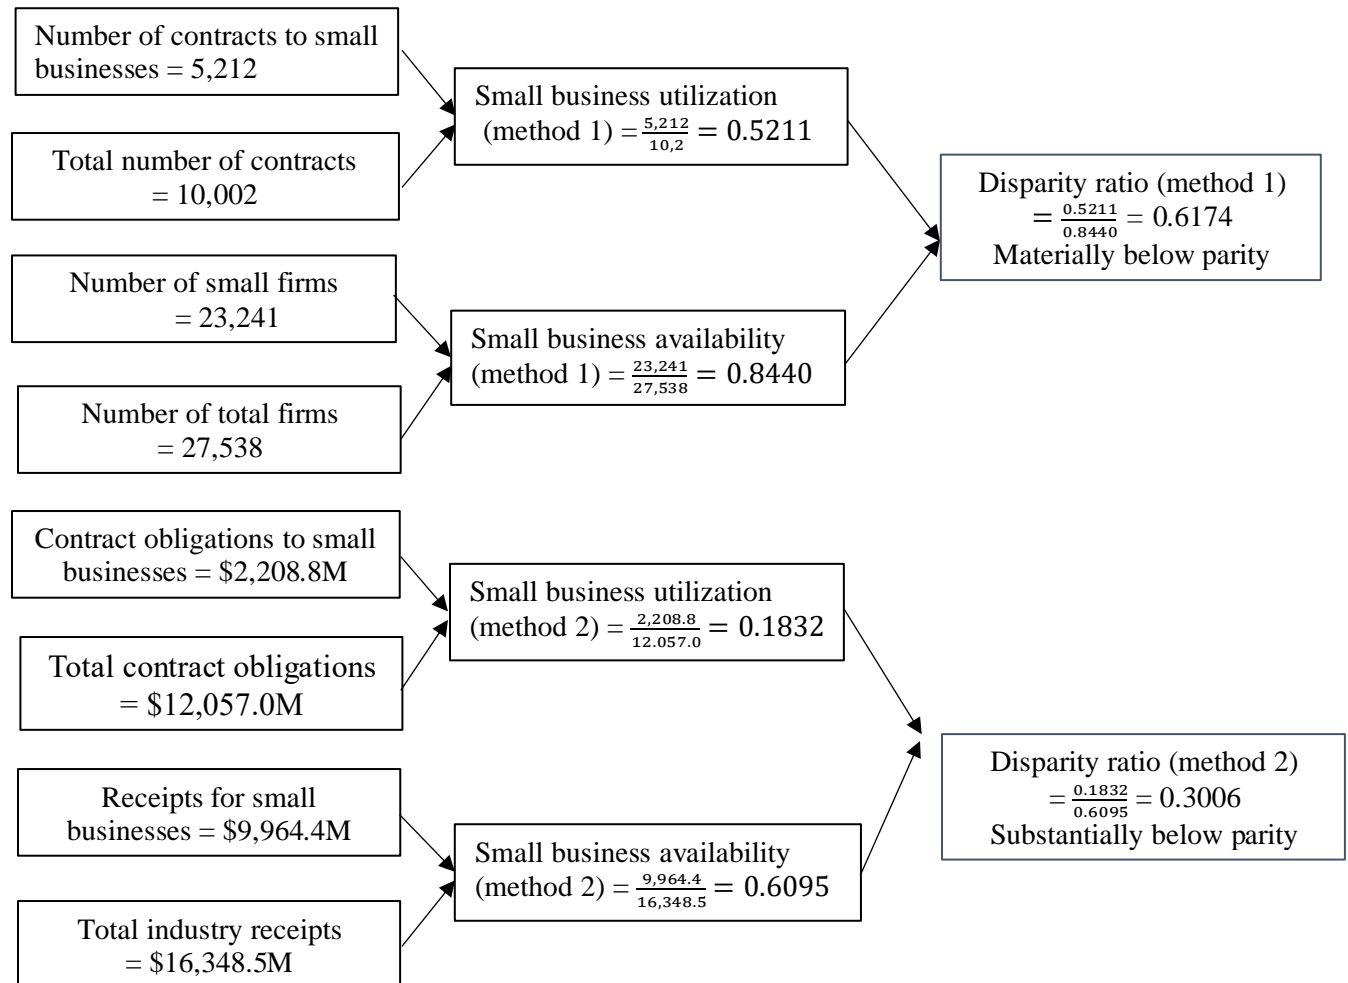 Number of contracts to small
businesses = 5,212
Total number of contracts
= 10,002
Small business utilization
(method 1) = 5,212/10,2 = 0.5211
Number of small firms
= 23,241
Number of total firms
= 27,538
Small business availability
(method 1) = 23,241/27,538 = 0.8440
Disparity ratio (method 1)
= 0.5211/0.8440 = 0.6174
Materially below parity
Contract obligations to small
businesses = $2,208.8M
Total contract obligations
= $12,057.0M
Small business utilization
(method 2) = 2,208.8/12.057.0 = 0.1832
Receipts for small
businesses = $9,964.4M
Total industry receipts
= $16,348.5M
Small business availability
(method 2) = 9,964.4/16,348.5 = 0.6095
Disparity ratio (method 2)
= 0.1832/0.6095 = 0.3006
Substantially below parity